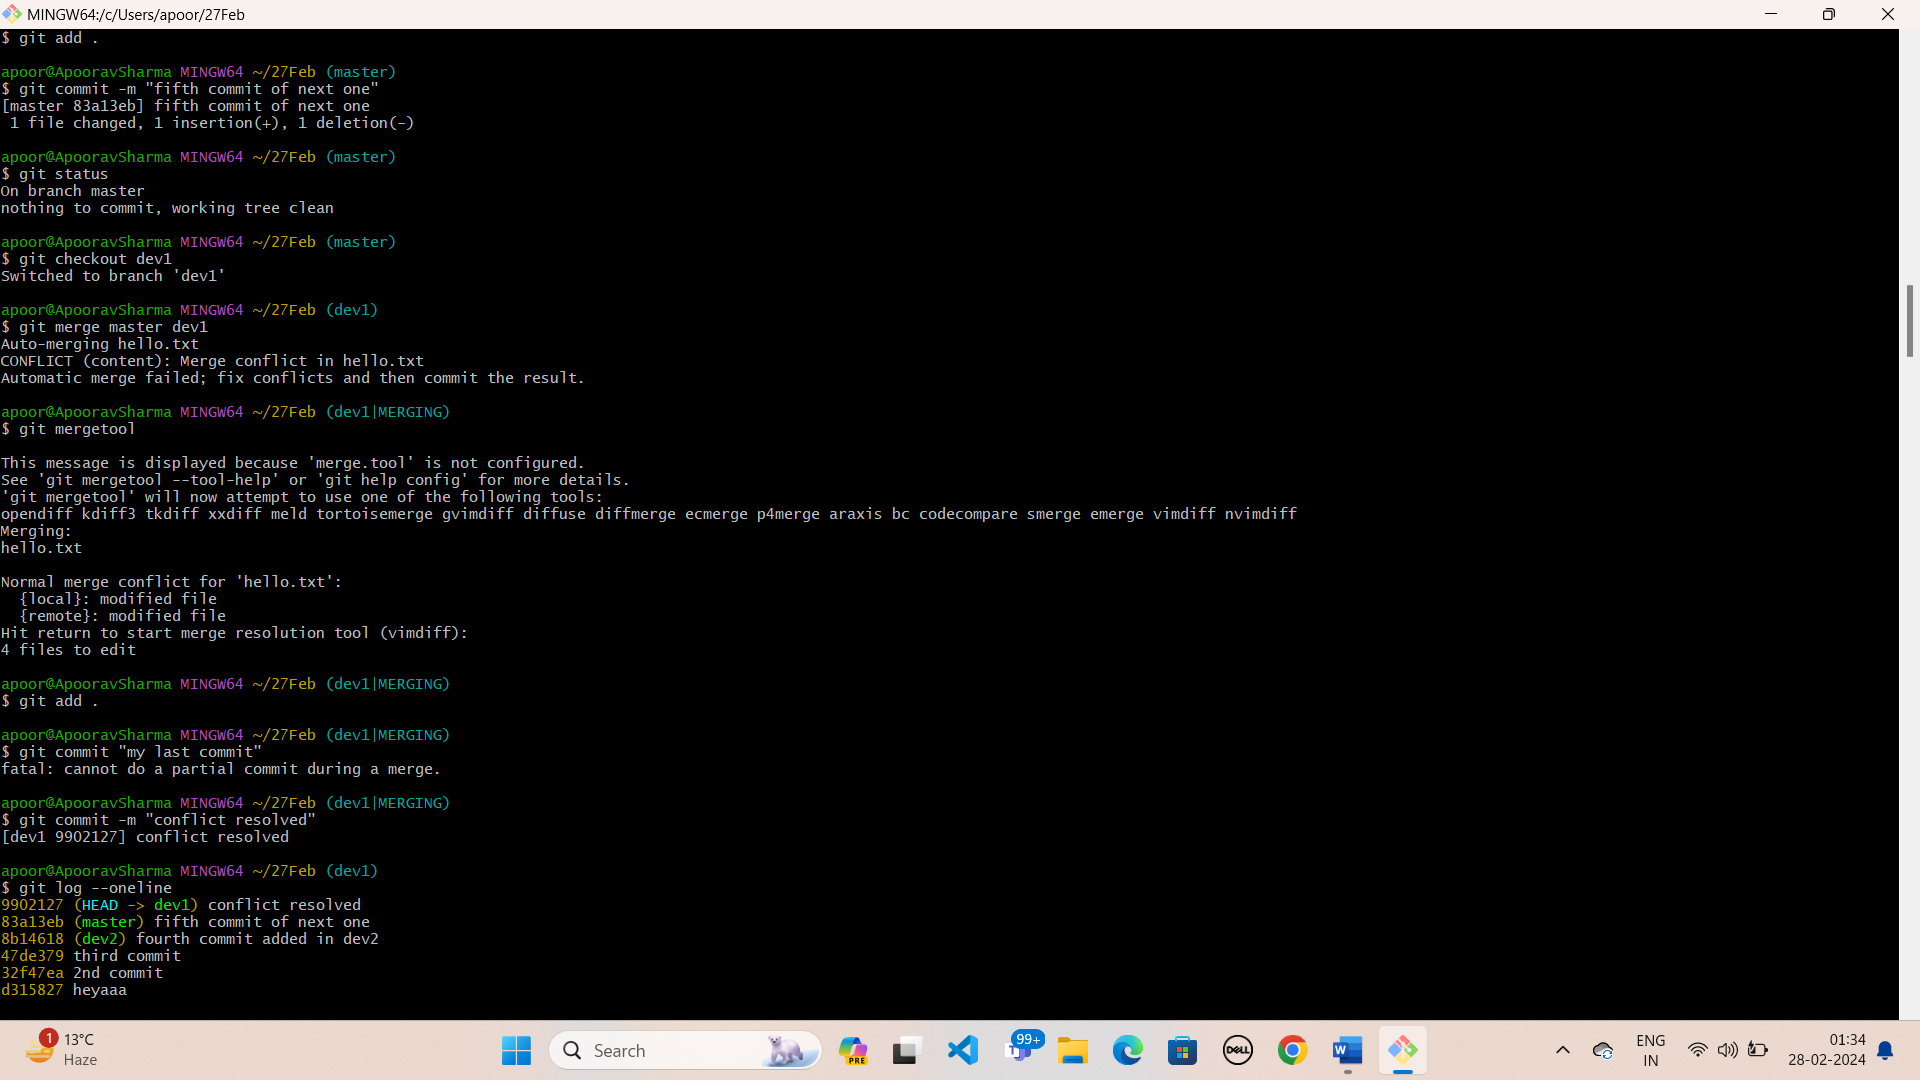 MINGW64:/c/Users/apoor/27Feb
$ git add .
apoor@ApooravSharma MINGW64 ~/27Feb (master)
$ git commit -m "fifth commit of next one"
[master 83a13eb] fifth commit of next one
1 file changed, 1 insertion(+), 1 deletion(-)
apoor@ApooravSharma MINGW64 ~/27Feb (master)
$ git status
On branch master
nothing to commit, working tree clean
apoor@ApooravSharma MINGW64 ~/27Feb (master)
$ git checkout dev1
Switched to branch 'dev1'
apoor@ApooravSharma MINGW64 ~/27Feb (dev1)
$ git merge master dev1
Auto-merging hello.txt
CONFLICT (content): Merge conflict in hello.txt
Automatic merge failed; fix conflicts and then commit the result.
apoor@ApooravSharma MINGW64 ~/27Feb (dev1|MERGING)
$ git mergetool
This message is displayed because 'merge.tool' is not configured.
See 'git mergetool --tool-help' or 'git help config' for more details.
'git mergetool' will now attempt to use one of the following tools:
opendiff kdiff3 tkdiff xxdiff meld tortoisemerge gvimdiff diffuse diffmerge ecmerge p4merge araxis bc codecompare smerge emerge vimdiff nvimdiff
Merging:
hello.txt
Normal merge conflict for 'hello.txt':
{local}: modified file
{remote}: modified file
Hit return to start merge resolution tool (vimdiff):
4 files to edit
apoor@ApooravSharma MINGW64 ~/27Feb (dev1|MERGING)
$ git add .
apoor@ApooravSharma MINGW64 ~/27Feb (dev1|MERGING)
$ git commit "my last commit"
fatal: cannot do a partial commit during a merge.
apoor@ApooravSharma MINGW64 ~/27Feb (dev1|MERGING)
$ git commit -m "conflict resolved"
[dev1 9902127] conflict resolved
apoor@ApooravSharma MINGW64 ~/27Feb (dev1)
$ git log --oneline
9902127 (HEAD -> dev1) conflict resolved
83a13eb (master) fifth commit of next one
8b14618 (dev2) fourth commit added in dev2
47de379 third commit
32f47ea 2nd commit
d315827 heyaaa
1
13°C
Haze
Search
PRE
99+
DELL
W
ENG
IN
01:34
28-02-2024